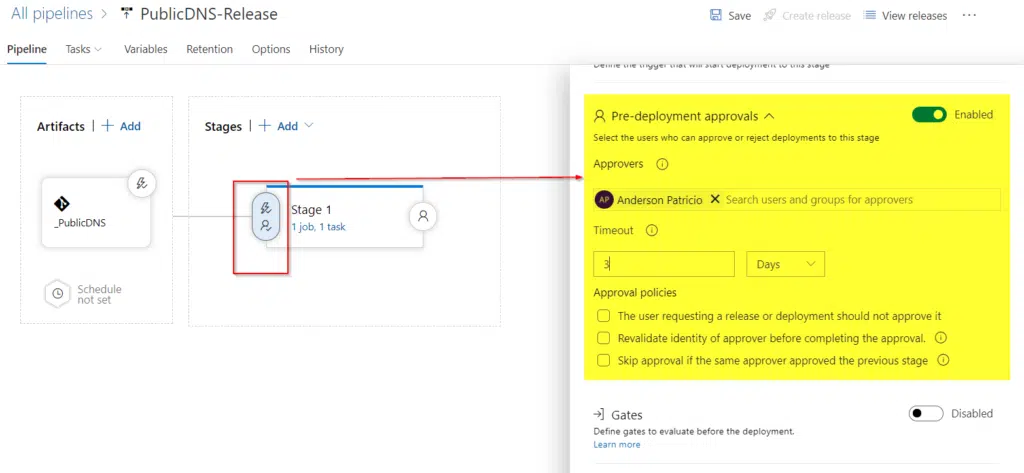 All pipelines > PublicDNS-Release
Save Create release View releases ...
Pipeline Tasks Variables Retention Options History
Define the trigger that will start deployment to this stage
Artifacts | + Add
Stages | + Add
Pre-deployment approvals
Enabled
Select the users who can approve or reject deployments to this stage
Approvers
_PublicDNS
Stage 1
1 job, 1 task
AP Anderson Patricio Search users and groups for approvers
Timeout
3
Days
Schedule
not set
Approval policies
The user requesting a release or deployment should not approve it
Revalidate identity of approver before completing the approval.
Skip approval if the same approver approved the previous stage
Gates
Disabled
Define gates to evaluate before the deployment.
Learn more